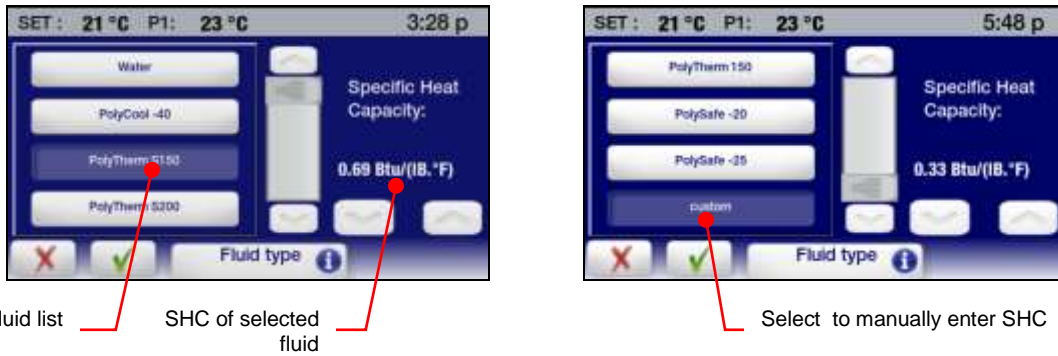 SET: 21 °C P1: 23 °C 3:28 p
Water
PolyCool -40
PolyTherm S150
PolyTherm S200
Specific Heat
Capacity:
0.69 Btu/(lB.°F)
Fluid type
luid list
SHC of selected
fluid
SET: 21 °C P1: 23 °C 5:48 p
PolyTherm 150
PolySafe -20
PolySafe -25
custom
Specific Heat
Capacity:
0.33 Btu/(lB.°F)
Fluid type
Select to manually enter SHC